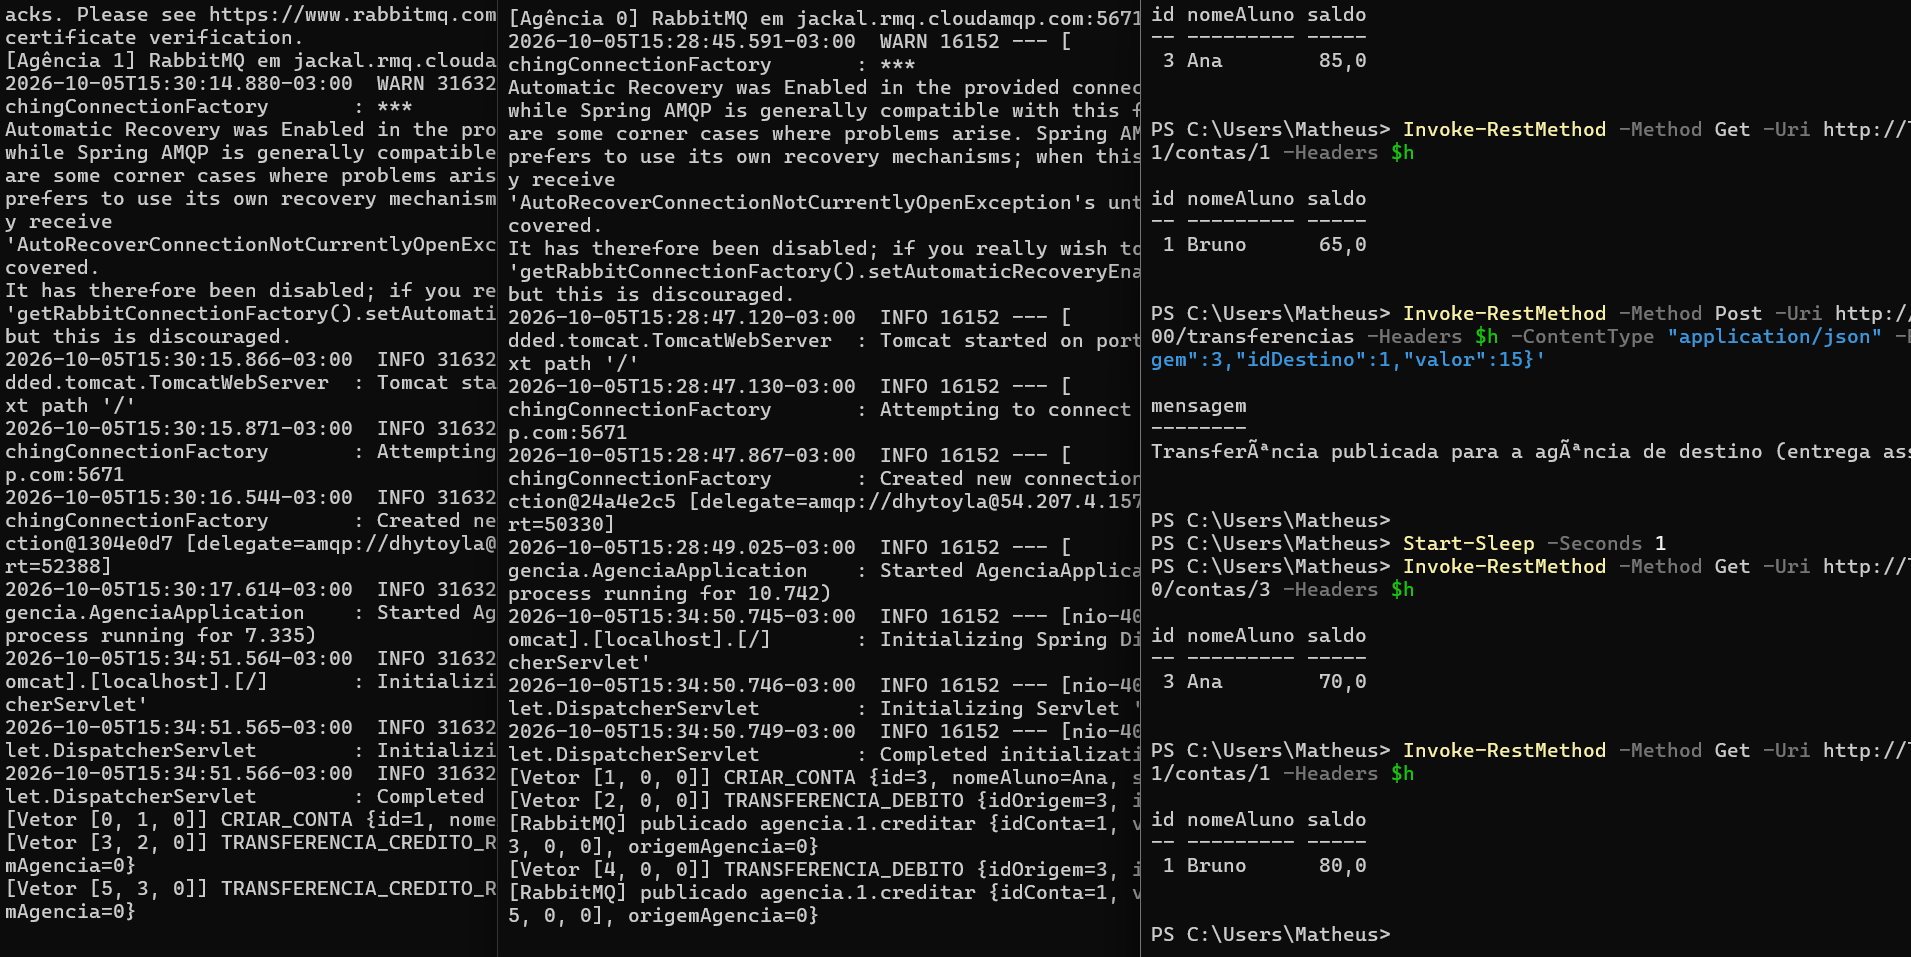 acks. Please see https://www.rabbitmq.com
certificate verification.
[Agência 1] RabbitMQ em jackal.rmq.clouda
2026-10-05T15:30:14.880-03:00  WARN 31632
chingConnectionFactory       : ***
Automatic Recovery was Enabled in the pro
while Spring AMQP is generally compatible
are some corner cases where problems aris
prefers to use its own recovery mechanism
y receive
'AutoRecoverConnectionNotCurrentlyOpenExc
covered.
It has therefore been disabled; if you re
'getRabbitConnectionFactory().setAutomati
but this is discouraged.
2026-10-05T15:30:15.866-03:00  INFO 31632
dded.tomcat.TomcatWebServer  : Tomcat sta
xt path '/'
2026-10-05T15:30:15.871-03:00  INFO 31632
chingConnectionFactory       : Attempting
p.com:5671
2026-10-05T15:30:16.544-03:00  INFO 31632
chingConnectionFactory       : Created ne
ction@1304e0d7 [delegate=amqp://dhytoyla@
rt=52388]
2026-10-05T15:30:17.614-03:00  INFO 31632
gencia.AgenciaApplication    : Started Ag
process running for 7.335)
2026-10-05T15:34:51.564-03:00  INFO 31632
omcat].[localhost].[/]       : Initializi
cherServlet'
2026-10-05T15:34:51.565-03:00  INFO 31632
let.DispatcherServlet        : Initializi
2026-10-05T15:34:51.566-03:00  INFO 31632
let.DispatcherServlet        : Completed
[Vetor [0, 1, 0]] CRIAR_CONTA {id=1, nome
[Vetor [3, 2, 0]] TRANSFERENCIA_CREDITO_R
mAgencia=0}
[Vetor [5, 3, 0]] TRANSFERENCIA_CREDITO_R
mAgencia=0}
[Agência 0] RabbitMQ em jackal.rmq.cloudamqp.com:5671
2026-10-05T15:28:45.591-03:00  WARN 16152 --- [
chingConnectionFactory       : ***
Automatic Recovery was Enabled in the provided connec
while Spring AMQP is generally compatible with this f
are some corner cases where problems arise. Spring AM
prefers to use its own recovery mechanisms; when this
y receive
'AutoRecoverConnectionNotCurrentlyOpenException's unt
covered.
It has therefore been disabled; if you really wish to
'getRabbitConnectionFactory().setAutomaticRecoveryEna
but this is discouraged.
2026-10-05T15:28:47.120-03:00  INFO 16152 --- [
dded.tomcat.TomcatWebServer  : Tomcat started on port
xt path '/'
2026-10-05T15:28:47.130-03:00  INFO 16152 --- [
chingConnectionFactory       : Attempting to connect
p.com:5671
2026-10-05T15:28:47.867-03:00  INFO 16152 --- [
chingConnectionFactory       : Created new connection
ction@24a4e2c5 [delegate=amqp://dhytoyla@54.207.4.157
rt=50330]
2026-10-05T15:28:49.025-03:00  INFO 16152 --- [
gencia.AgenciaApplication    : Started AgenciaApplica
process running for 10.742)
2026-10-05T15:34:50.745-03:00  INFO 16152 --- [nio-40
omcat].[localhost].[/]       : Initializing Spring Di
cherServlet'
2026-10-05T15:34:50.746-03:00  INFO 16152 --- [nio-40
let.DispatcherServlet        : Initializing Servlet '
2026-10-05T15:34:50.749-03:00  INFO 16152 --- [nio-40
let.DispatcherServlet        : Completed initializati
[Vetor [1, 0, 0]] CRIAR_CONTA {id=3, nomeAluno=Ana, s
[Vetor [2, 0, 0]] TRANSFERENCIA_DEBITO {idOrigem=3, i
[RabbitMQ] publicado agencia.1.creditar {idConta=1, v
3, 0, 0], origemAgencia=0}
[Vetor [4, 0, 0]] TRANSFERENCIA_DEBITO {idOrigem=3, i
[RabbitMQ] publicado agencia.1.creditar {idConta=1, v
5, 0, 0], origemAgencia=0}
id nomeAluno saldo
-- --------- -----
 3 Ana        85,0
PS C:\Users\Matheus> Invoke-RestMethod -Method Get -Uri http://l
1/contas/1 -Headers $h
id nomeAluno saldo
-- --------- -----
 1 Bruno      65,0
PS C:\Users\Matheus> Invoke-RestMethod -Method Post -Uri http:/
00/transferencias -Headers $h -ContentType "application/json" -B
gem":3,"idDestino":1,"valor":15}'
mensagem
--------
TransferÃªncia publicada para a agÃªncia de destino (entrega ass
PS C:\Users\Matheus>
PS C:\Users\Matheus> Start-Sleep -Seconds 1
PS C:\Users\Matheus> Invoke-RestMethod -Method Get -Uri http://l
0/contas/3 -Headers $h
id nomeAluno saldo
-- --------- -----
 3 Ana        70,0
PS C:\Users\Matheus> Invoke-RestMethod -Method Get -Uri http://l
1/contas/1 -Headers $h
id nomeAluno saldo
-- --------- -----
 1 Bruno      80,0
PS C:\Users\Matheus>